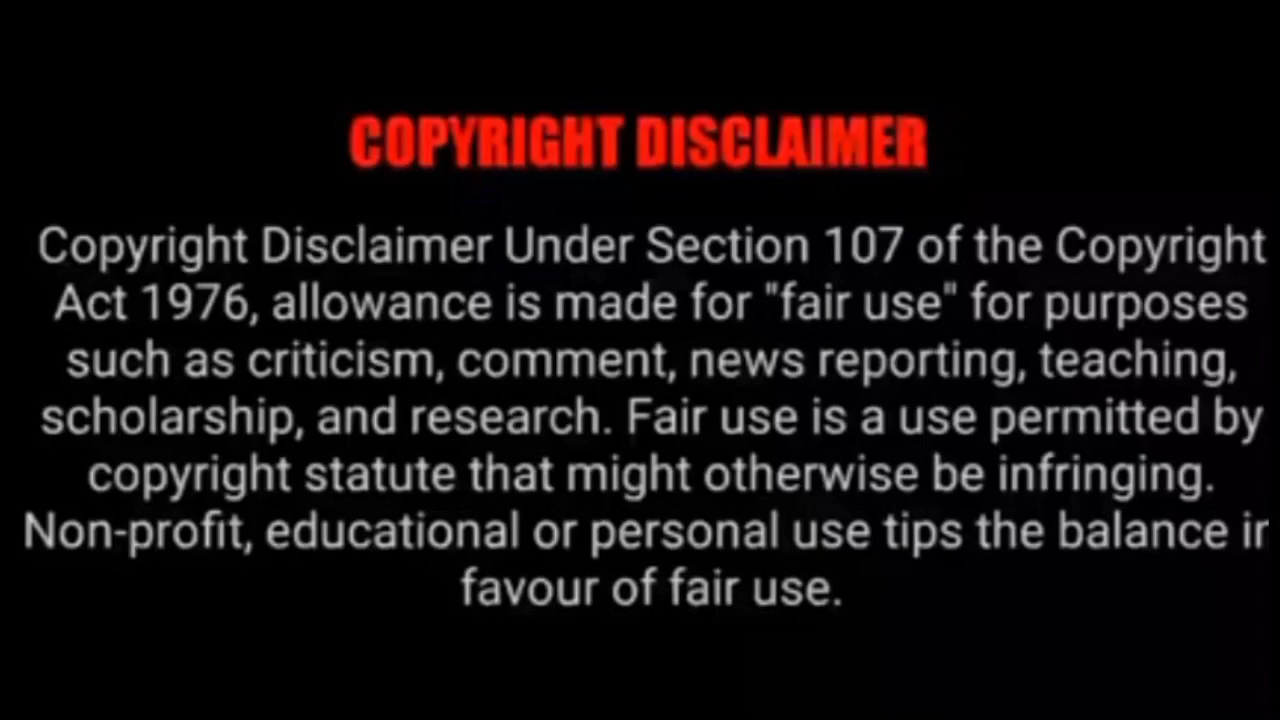 COPYRIGHT DISCLAIMER
Copyright Disclaimer Under Section 107 of the Copyright
Act 1976, allowance is made for "fair use" for purposes
such as criticism, comment, news reporting, teaching,
scholarship, and research. Fair use is a use permitted by
copyright statute that might otherwise be infringing.
Non-profit, educational or personal use tips the balance
favour of fair use.